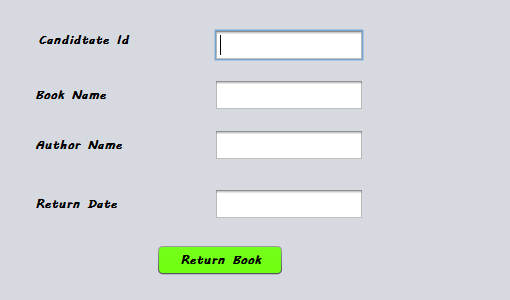 Candidtate Id
Book Name
Author Name
Return Date
Return Book